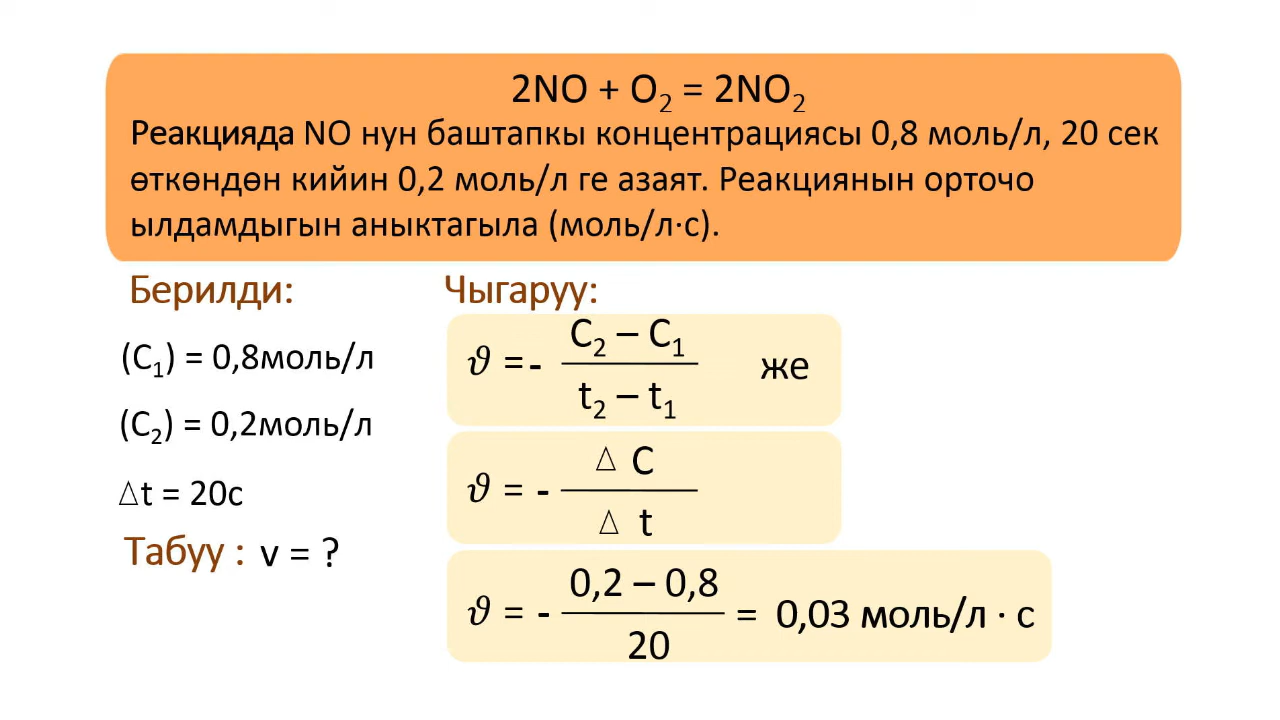 2NO + O₂ = 2NO₂
Реакцияда NO нун баштапкы концентрациясы 0,8 моль/л, 20 сек
өткөндөн кийин 0,2 моль/л ге азаят. Реакциянын орточо
ылдамдыгын аныктагыла (моль/л·с).
Берилди:
(C₁) = 0,8моль/л
(C₂) = 0,2моль/л
△t = 20с
Табуу : v = ?
Чыгаруу:
C₂ – C₁
ϑ = - же
t₂ – t₁
△ C
ϑ = -
△ t
0,2 – 0,8
ϑ = - = 0,03 моль/л · с
20